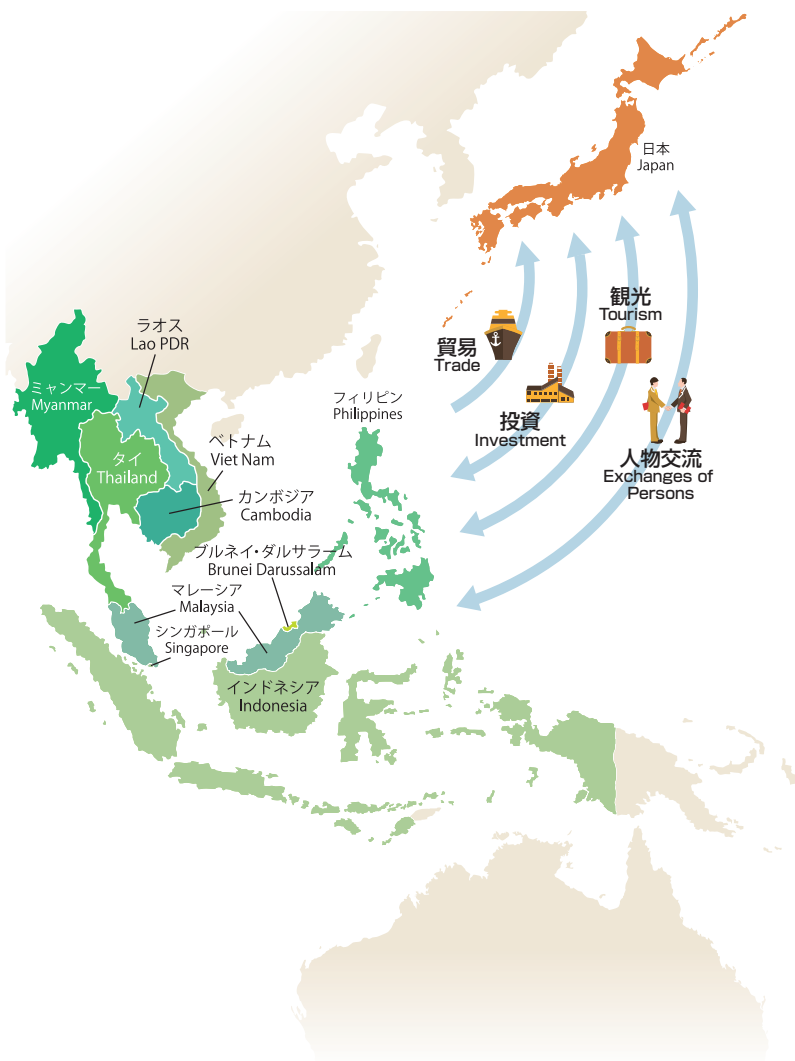 日本
Japan
観光
Tourism
貿易
Trade
投資
Investment
人物交流
Exchanges of
Persons
ラオス
Lao PDR
ミャンマー
Myanmar
フィリピン
Philippines
ベトナム
Viet Nam
タイ
Thailand
カンボジア
Cambodia
ブルネイ・ダルサラーム
Brunei Darussalam
マレーシア
Malaysia
シンガポール
Singapore
インドネシア
Indonesia